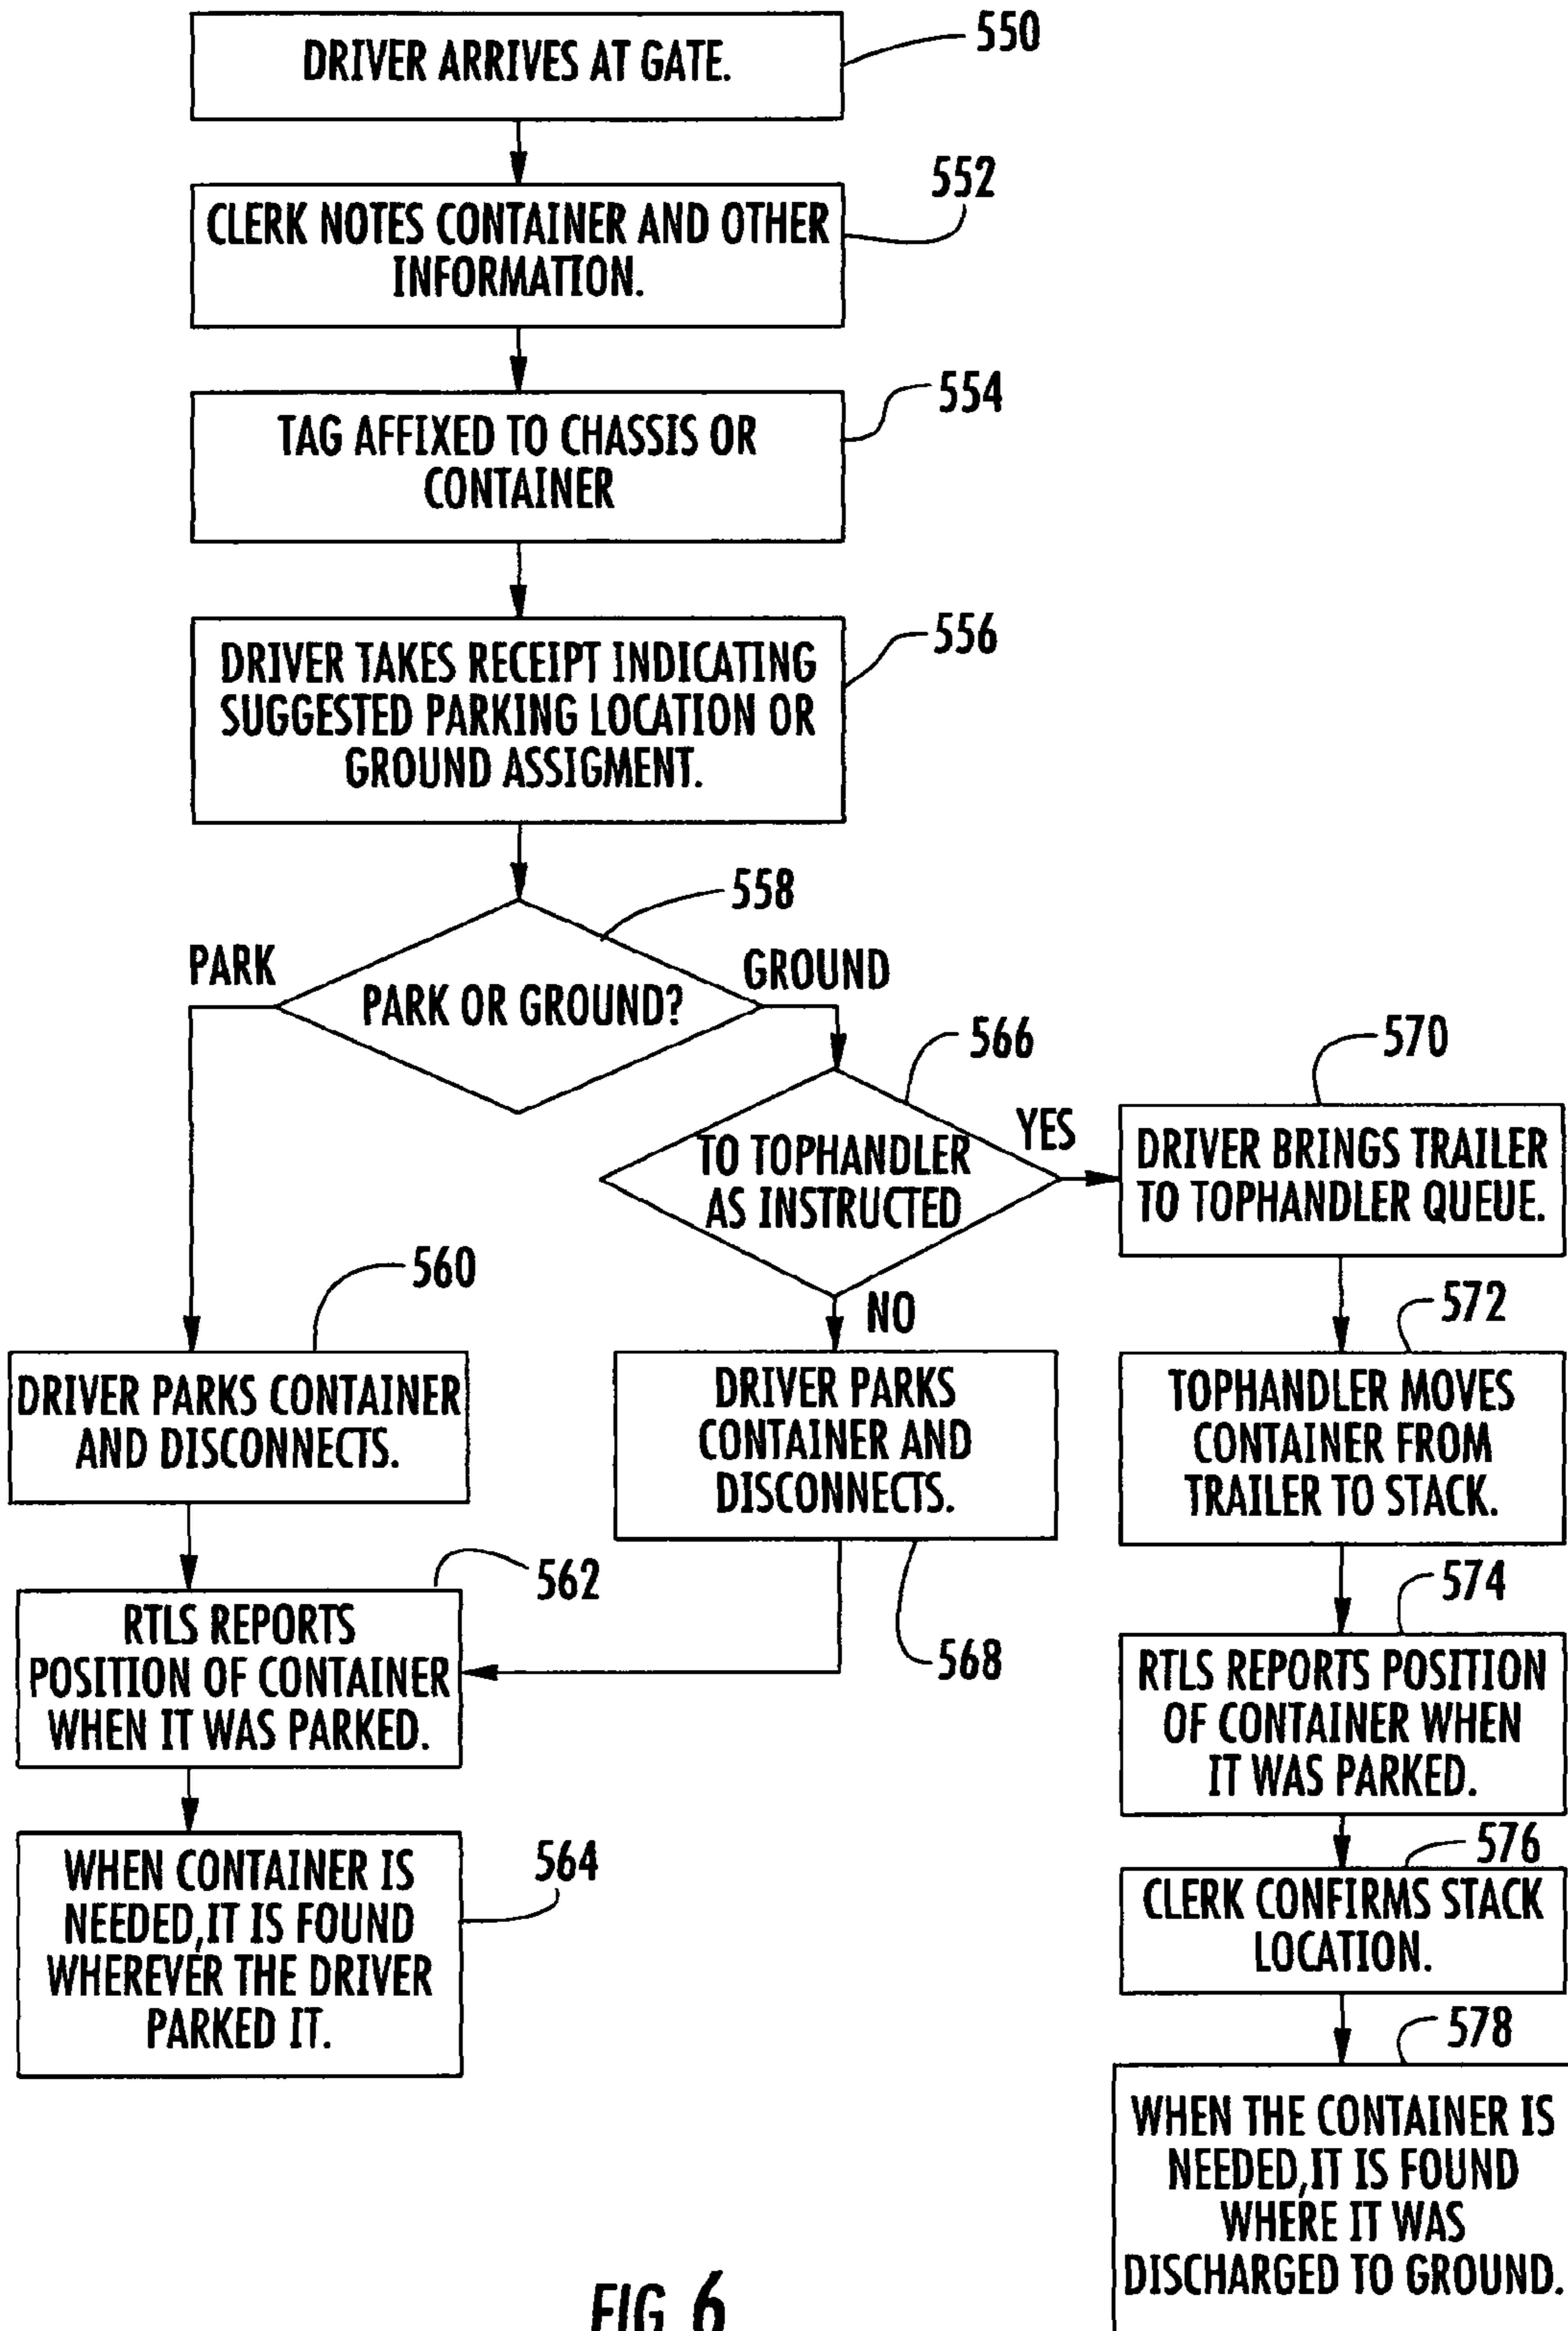 DRIVER ARRIVES AT GATE.
550
552
CLERK NOTES CONTAINER AND OTHER
INFORMATION.
554
TAG AFFIXED TO CHASSIS OR
CONTAINER
556
DRIVER TAKES RECEIPT INDICATING
SUGGESTED PARKING LOCATION OR
GROUND ASSIGMENT.
558
PARK
GROUND
PARK OR GROUND?
566
TO TOPHANDLER
AS INSTRUCTED
YES
NO
570
DRIVER BRINGS TRAILER
TO TOPHANDLER QUEUE.
560
DRIVER PARKS CONTAINER
AND DISCONNECTS.
DRIVER PARKS
CONTAINER AND
DISCONNECTS.
568
572
TOPHANDLER MOVES
CONTAINER FROM
TRAILER TO STACK.
562
RTLS REPORTS
POSITION OF CONTAINER
WHEN IT WAS PARKED.
574
RTLS REPORTS POSITION
OF CONTAINER WHEN
IT WAS PARKED.
564
WHEN CONTAINER IS
NEEDED,IT IS FOUND
WHEREVER THE DRIVER
PARKED IT.
576
CLERK CONFIRMS STACK
LOCATION.
578
WHEN THE CONTAINER IS
NEEDED,IT IS FOUND
WHERE IT WAS
DISCHARGED TO GROUND.
FIG 6